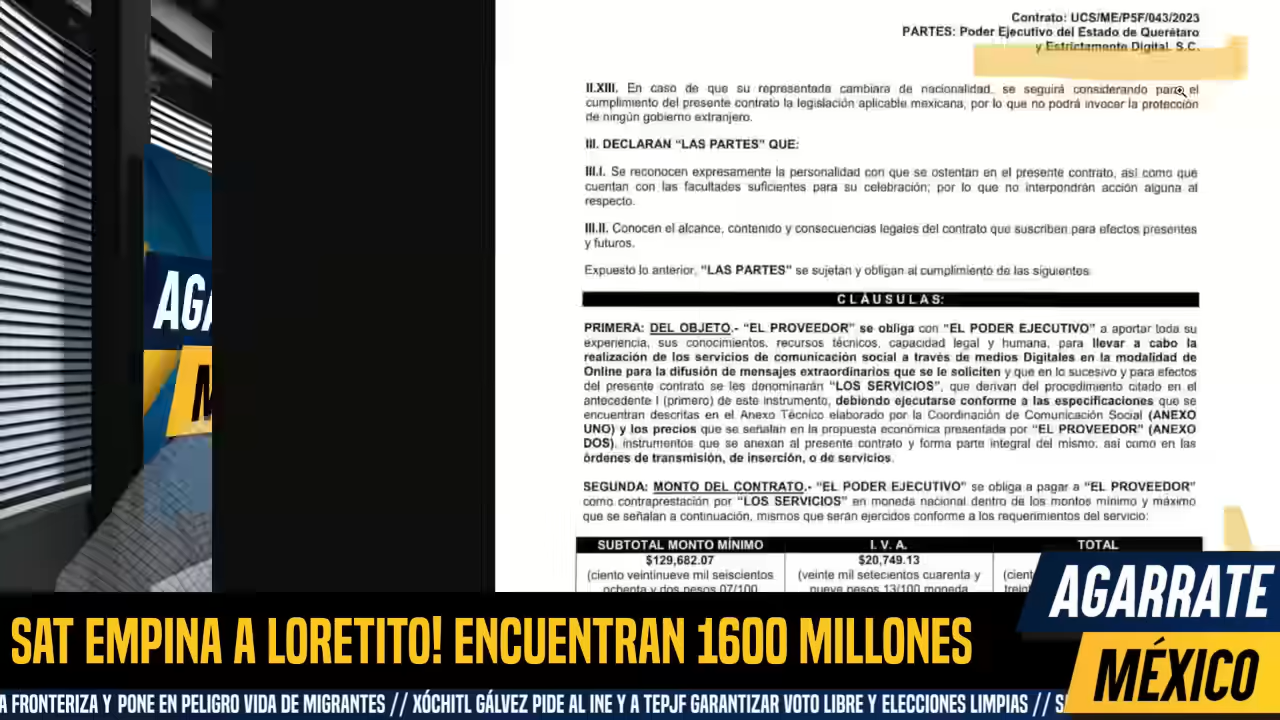 Contrato: UCS/ME/P5F/043/2023
PARTES: Poder Ejecutivo del Estado de Querétaro
y Estrictamente Digital, S.C.
II.XIII. En caso de que su representada cambiara de nacionalidad, se seguirá considerando para el
cumplimiento del presente contrato la legislación aplicable mexicana, por lo que no podrá invocar la protección
de ningún gobierno extranjero.
III. DECLARAN “LAS PARTES” QUE:
III.I. Se reconocen expresamente la personalidad con que se ostentan en el presente contrato, así como que
cuentan con las facultades suficientes para su celebración; por lo que no interpondrán acción alguna al
respecto.
III.II. Conocen el alcance, contenido y consecuencias legales del contrato que suscriben para efectos presentes
y futuros.
Expuesto lo anterior, “LAS PARTES” se sujetan y obligan al cumplimiento de las siguientes
CLÁUSULAS:
PRIMERA: DEL OBJETO.- “EL PROVEEDOR” se obliga con “EL PODER EJECUTIVO” a aportar toda su
experiencia, sus conocimientos, recursos técnicos, capacidad legal y humana, para llevar a cabo la
realización de los servicios de comunicación social a través de medios Digitales en la modalidad de
Online para la difusión de mensajes extraordinarios que se le soliciten y que en lo sucesivo y para efectos
del presente contrato se les denominarán “LOS SERVICIOS”, que derivan del procedimiento citado en el
antecedente I (primero) de este instrumento, debiendo ejecutarse conforme a las especificaciones que se
encuentran descritas en el Anexo Técnico elaborado por la Coordinación de Comunicación Social (ANEXO
UNO) y los precios que se señalan en la propuesta económica presentada por “EL PROVEEDOR” (ANEXO
DOS), instrumentos que se anexan al presente contrato y forma parte integral del mismo, así como en las
órdenes de transmisión, de inserción, o de servicios.
SEGUNDA: MONTO DEL CONTRATO.- “EL PODER EJECUTIVO” se obliga a pagar a “EL PROVEEDOR”
como contraprestación por “LOS SERVICIOS” en moneda nacional dentro de los montos mínimo y máximo
que se señalan a continuación, mismos que serán ejercidos conforme a los requerimientos del servicio:
SUBTOTAL MONTO MÍNIMO I. V. A. TOTAL
$129,682.07 $20,749.13
(ciento veintinueve mil seiscientos (veinte mil setecientos cuarenta y (cient
ochenta y dos pesos 07/100 nueve pesos 13/100 moneda treint
AG
M
AGARRATE
MÉXICO
SAT EMPINA A LORETITO! ENCUENTRAN 1600 MILLONES
A FRONTERIZA Y PONE EN PELIGRO VIDA DE MIGRANTES // XÓCHITL GÁLVEZ PIDE AL INE Y A TEPJF GARANTIZAR VOTO LIBRE Y ELECCIONES LIMPIAS // S